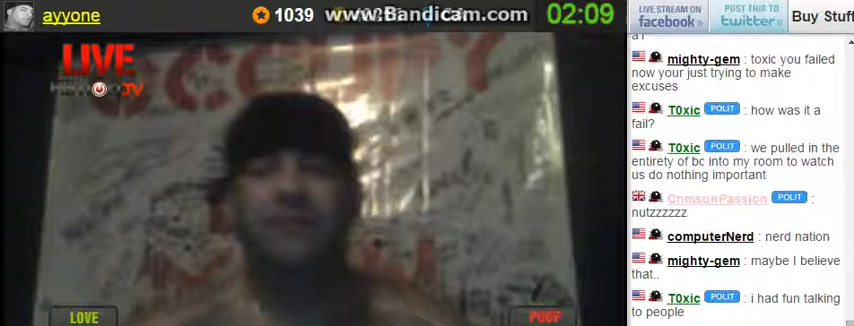 ayyone
1039
www.Bandicam.com
02:09
LIVE STREAM ON
facebook»
POST THIS TO
twitter»
Buy Stuff
LIVE
TV
OCCUPY
LOVE
POOP
mighty-gem : toxic you failed
now your just trying to make
excuses
T0xic POLIT : how was it a
fail?
T0xic POLIT : we pulled in the
entirety of bc into my room to watch
us do nothing important
CrimsonPassion POLIT :
nutzzzzzz
computerNerd : nerd nation
mighty-gem : maybe I believe
that..
T0xic POLIT : i had fun talking
to people